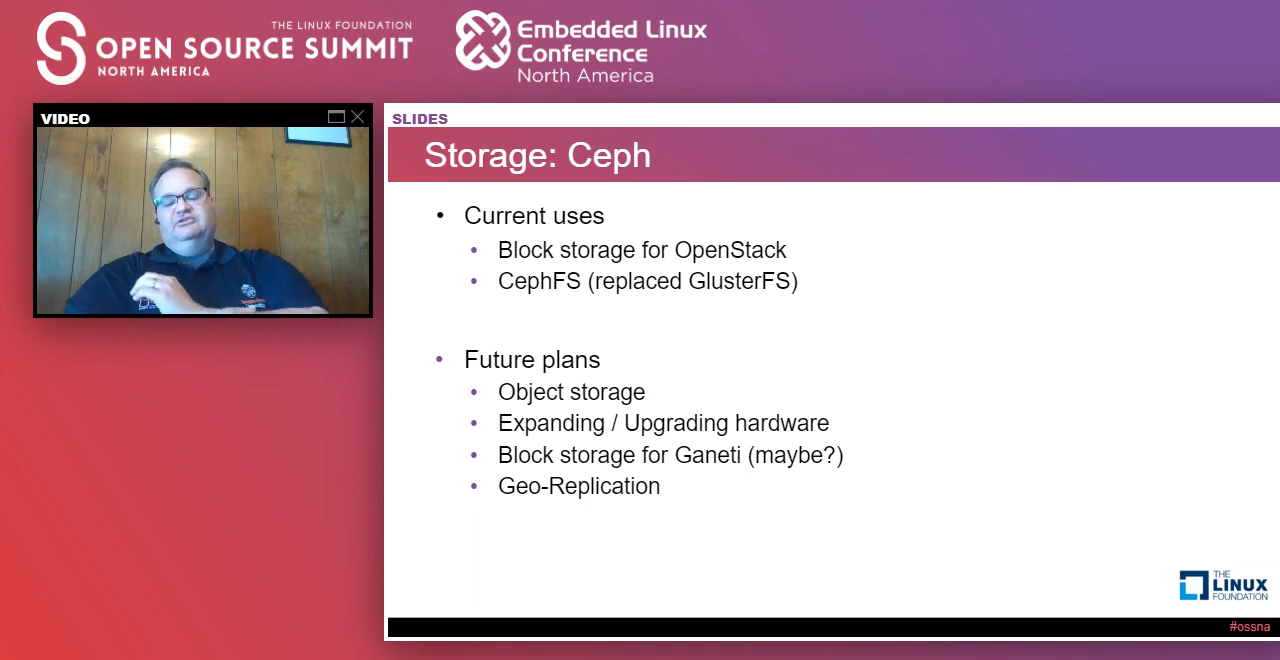 THE LINUX FOUNDATION
OPEN SOURCE SUMMIT
NORTH AMERICA
Embedded Linux
Conference
North America
VIDEO
SLIDES
Storage: Ceph
• Current uses
• Block storage for OpenStack
• CephFS (replaced GlusterFS)
• Future plans
• Object storage
• Expanding / Upgrading hardware
• Block storage for Ganeti (maybe?)
• Geo-Replication
THE
LINUX
FOUNDATION
#ossna